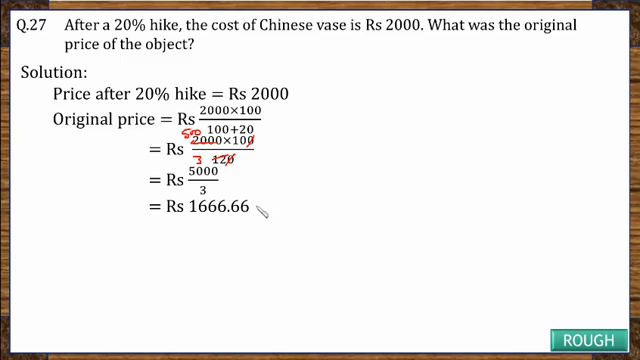 Q.27 After a 20% hike, the cost of Chinese vase is Rs 2000. What was the original
price of the object?
Solution:
Price after 20% hike = Rs 2000
Original price = Rs 2000×100/100+20
500
= Rs 2000×100/120
3
= Rs 5000/3
= Rs 1666.66
ROUGH